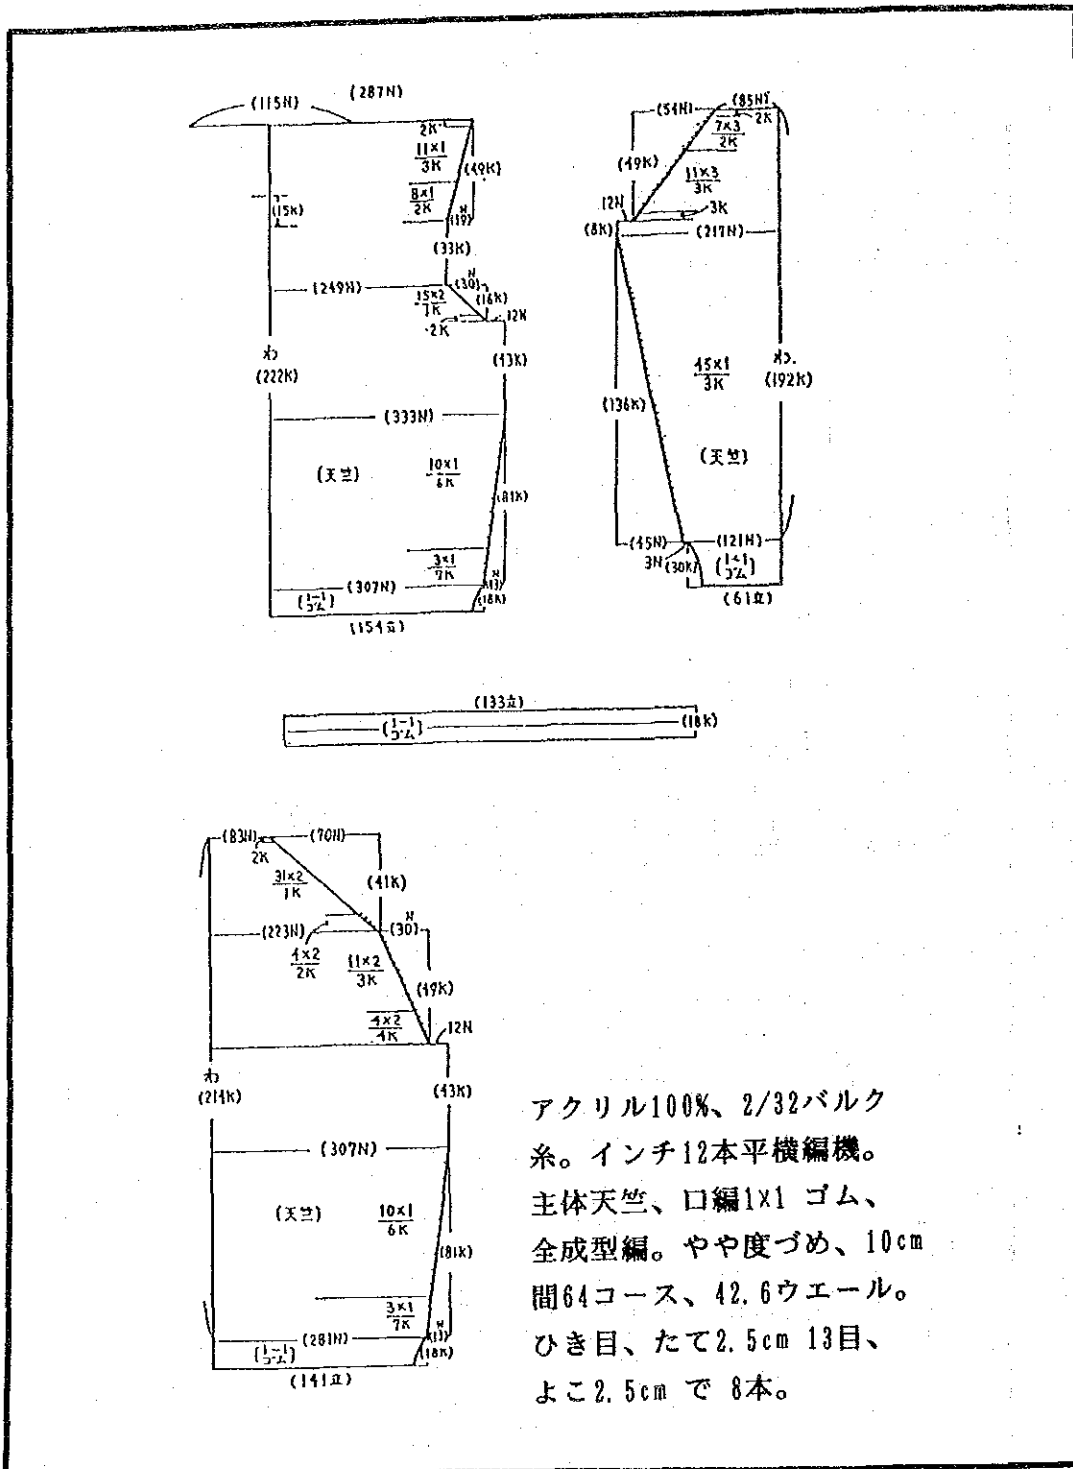 (115N) (287N)
2K
11×1
3K
(49K)
8×1
2K
N
(19)
(15K)
(33K)
(249N)
N
(30)
15×2
1K
(16K)
2K
12K
わ
(222K)
(43K)
(333N)
(天竺)
10×1
6K
(81K)
3×1
7K
(307N)
N
(13)
(1-1
ゴム)
(18K)
(154立)
(54N) (85N)
2K
7×3
2K
(49K)
11×3
3K
12N
3K
(8K)
(217N)
45×1
3K
わ
(192K)
(136K)
(天竺)
(45N) (121N)
3N (30K)
(1×1
ゴム)
(61立)
(133立)
(1-1
ゴム)
(18K)
(83N) (70N)
2K
31×2
1K
(41K)
(223N)
N
(30)
4×2
2K
11×2
3K
(49K)
4×2
4K
12N
わ
(214K)
(43K)
(307N)
(天竺)
10×1
6K
(81K)
3×1
7K
(281N)
N
(13)
(1-1
ゴム)
(18K)
(141立)
アクリル100%、2/32バルク
糸。インチ12本平横編機。
主体天竺、口編1X1 ゴム、
全成型編。やや度づめ、10cm
間64コース、42.6ウエール。
ひき目、たて2.5cm 13目、
よこ2.5cm で 8本。